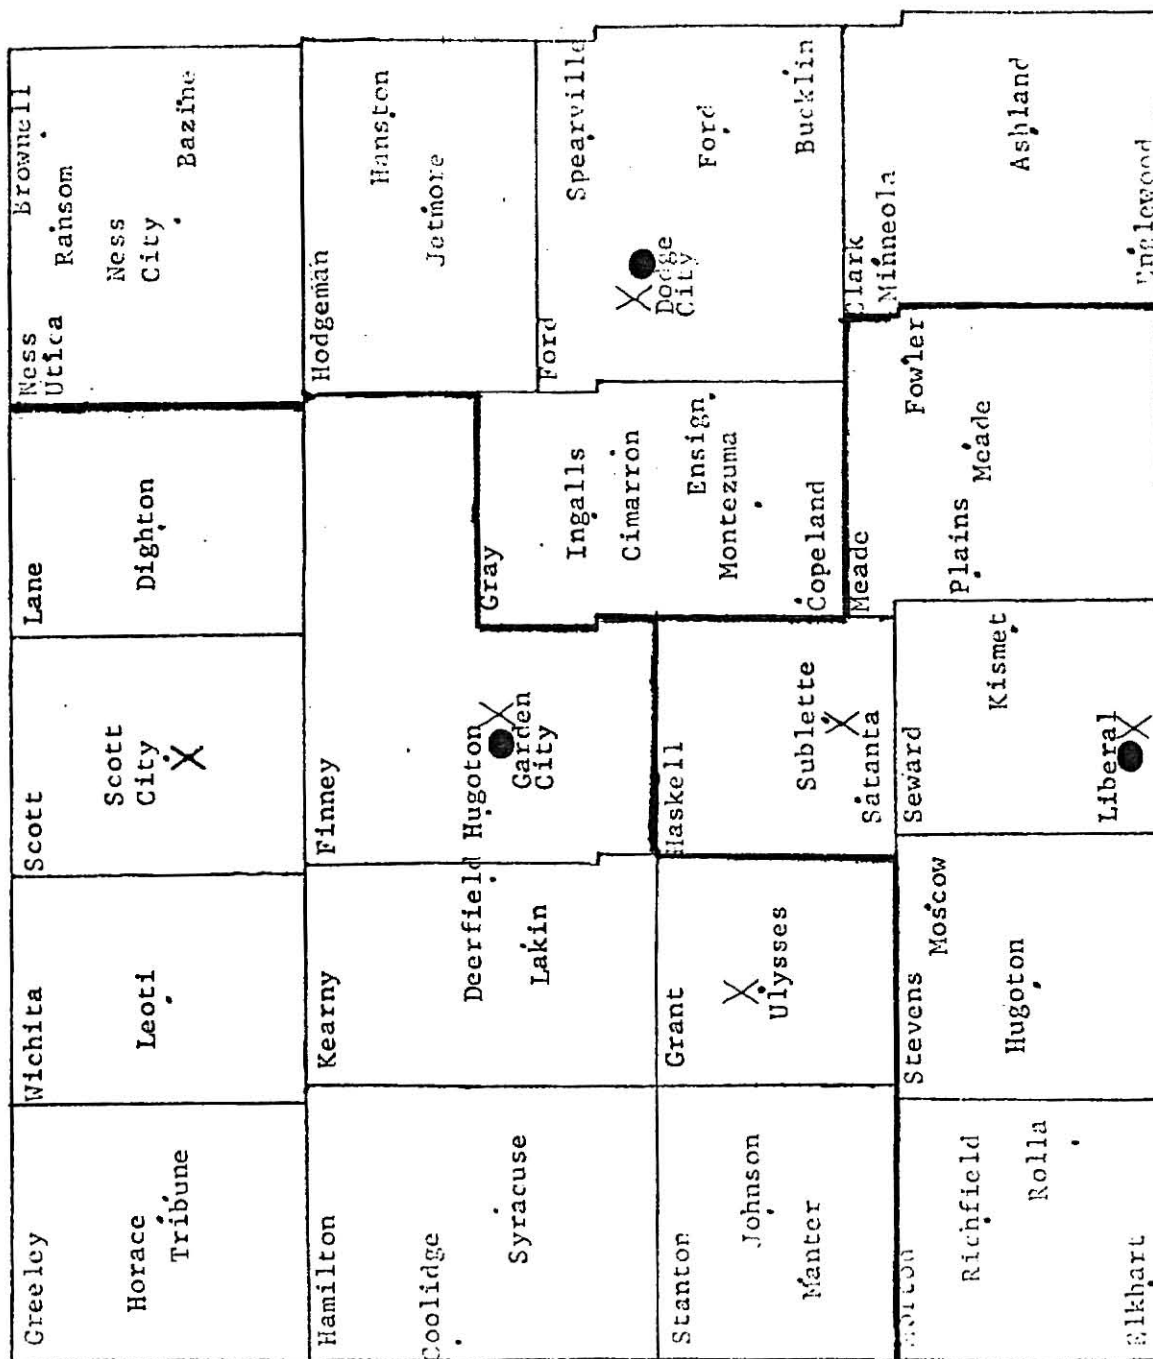 Greeley
Horace
Tribune
Wichita
Leoti
Scott
Scott
City
X
Lane
Dighton
Ness
Utica
Brownell
Ransom
Ness
City
Bazine
Hamilton
Coolidge
Syracuse
Kearny
Deerfield
Lakin
Finney
Hugoton
X
Garden
City
Hodgeman
Hanston
Jetmore
Gray
Ingalls
Cimarron
Ensign
Montezuma
Copeland
Ford
Spearville
X
Dodge
City
Ford
Bucklin
Stanton
Johnson
Manter
Grant
X
Ulysses
Haskell
Sublette
X
Satanta
Meade
Fowler
Plains
Meade
Clark
Minneola
Ashland
Englewood
Morton
Richfield
Rolla
Elkhart
Stevens
Moscow
Hugoton
Seward
Kismet
Liberal
X